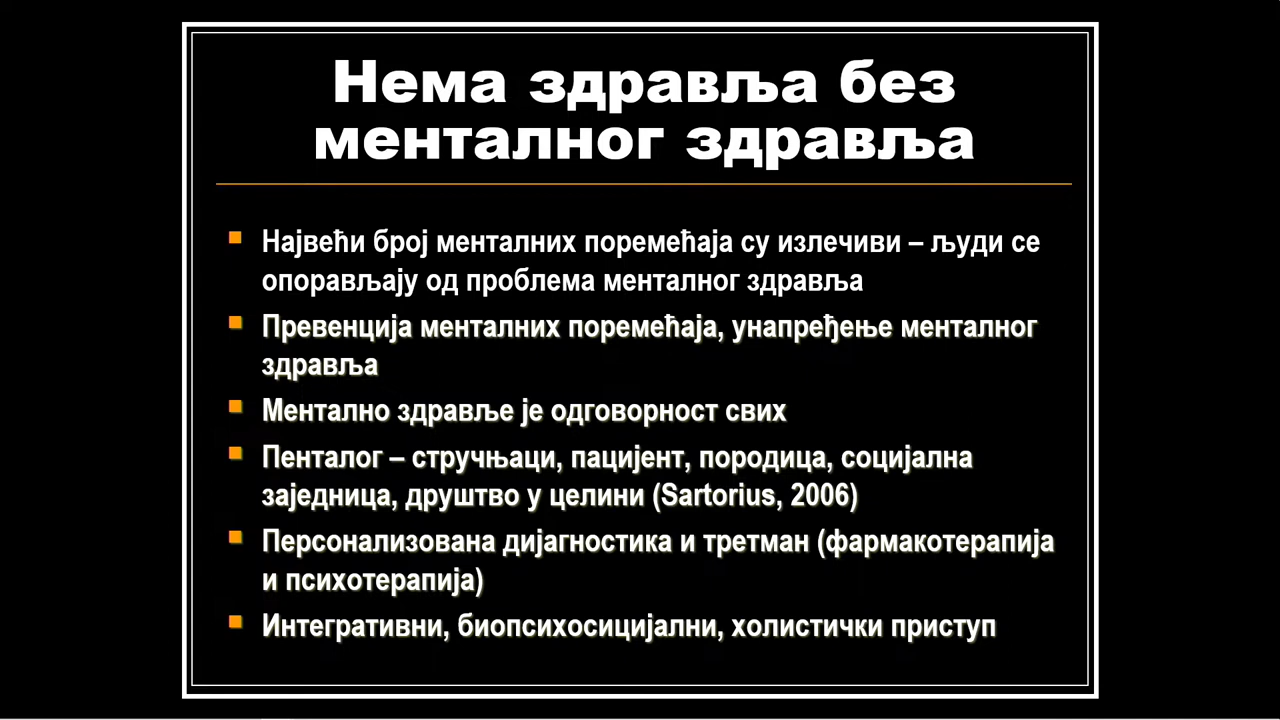 Нема здравља без
менталног здравља
Највећи број менталних поремећаја су излечиви – људи се
опорављају од проблема менталног здравља
Превенција менталних поремећаја, унапређење менталног
здравља
Ментално здравље је одговорност свих
Пенталог – стручњаци, пацијент, породица, социјална
заједница, друштво у целини (Sartorius, 2006)
Персонализована дијагностика и третман (фармакотерапија
и психотерапија)
Интегративни, биопсихосицијални, холистички приступ